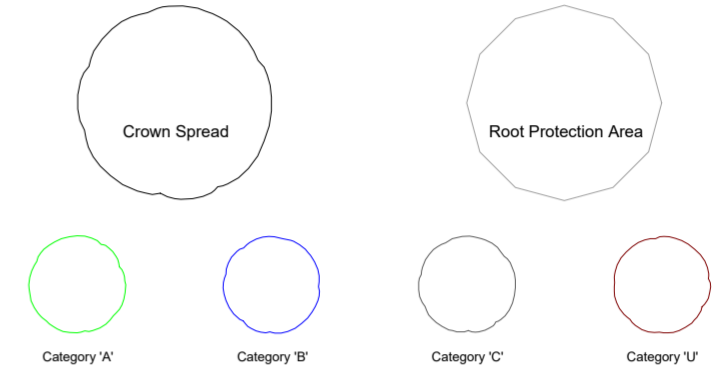 Crown Spread
Root Protection Area
Category 'A'
Category 'B'
Category 'C'
Category 'U'